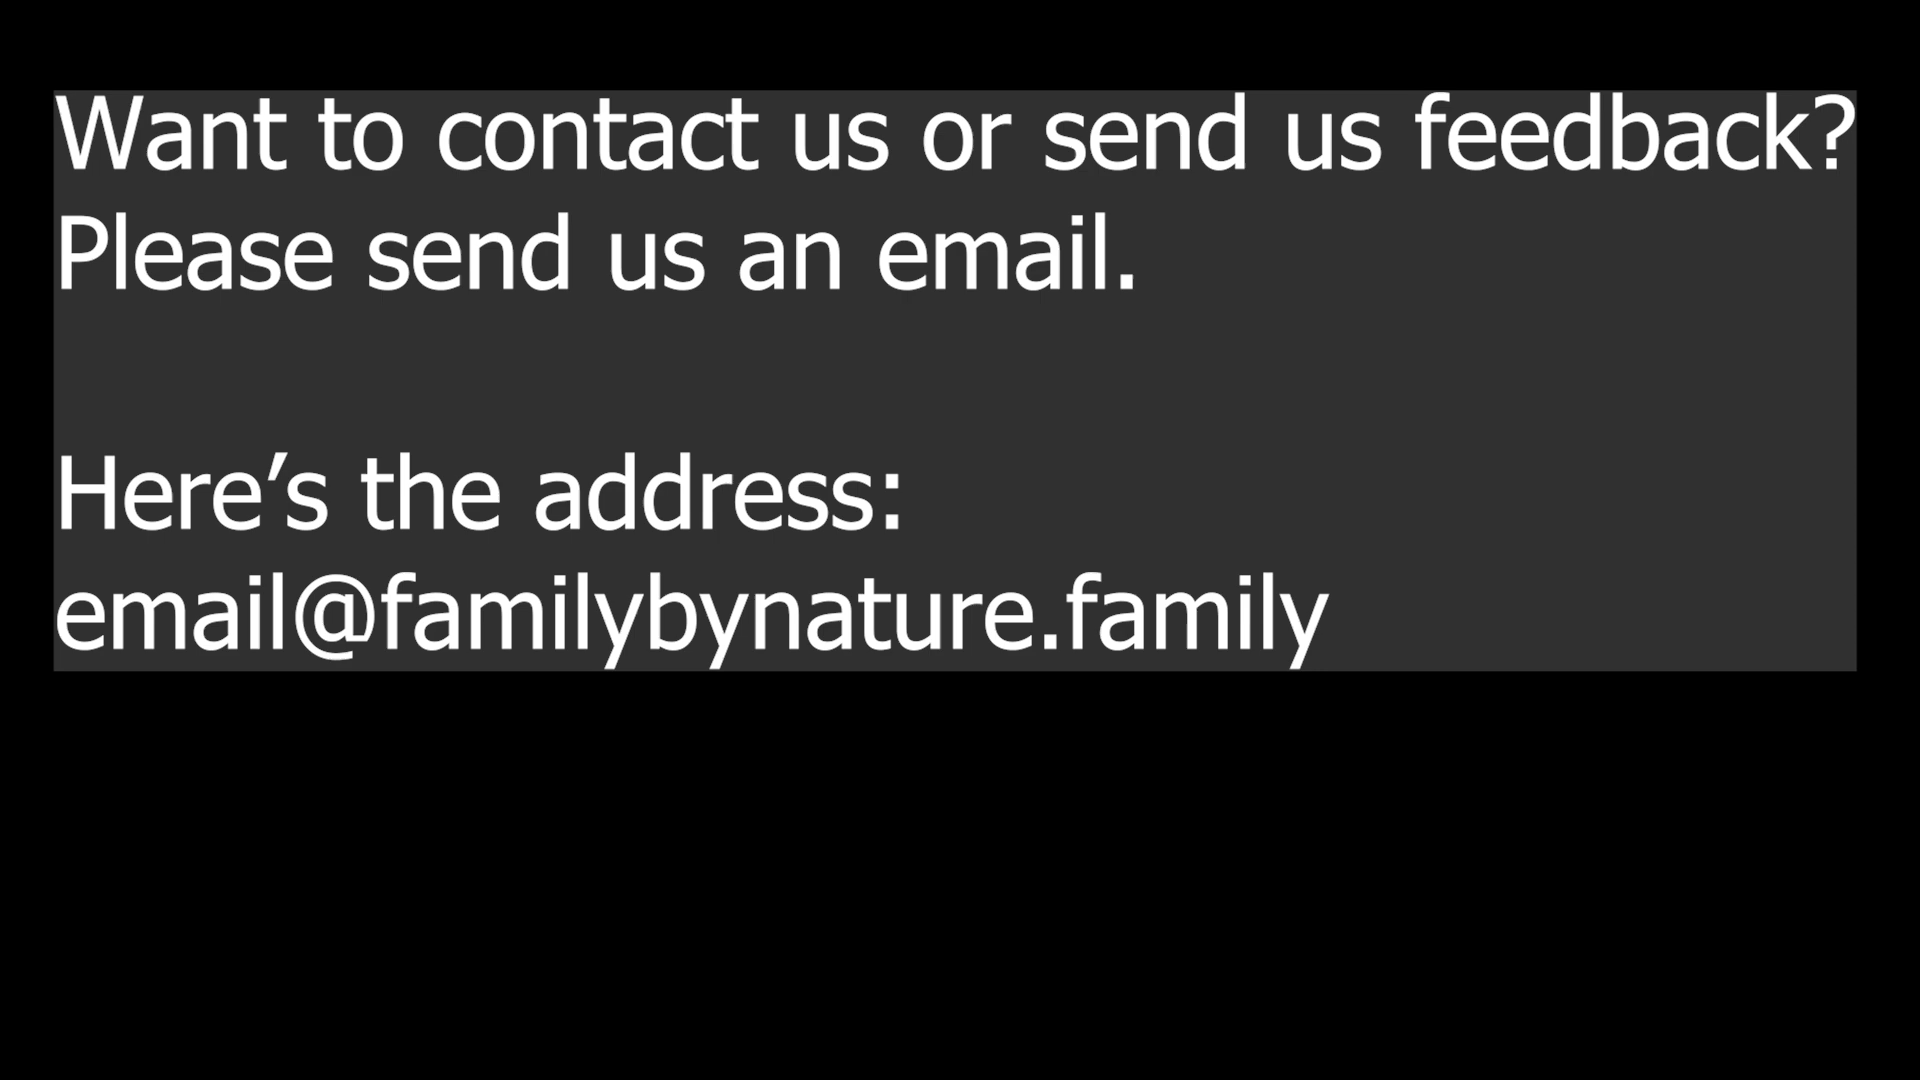 Want to contact us or send us feedback?
Please send us an email.
Here’s the address:
email@familybynature.family